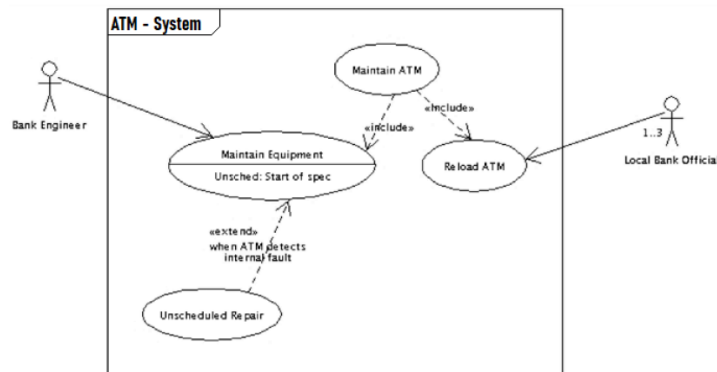 ATM - System
Maintain ATM
Bank Engineer
«include»
«include»
1..3
Local Bank Official
Maintain Equipment
Unsched: Start of spec
Reload ATM
«extend»
when ATM detects
internal fault
Unscheduled Repair